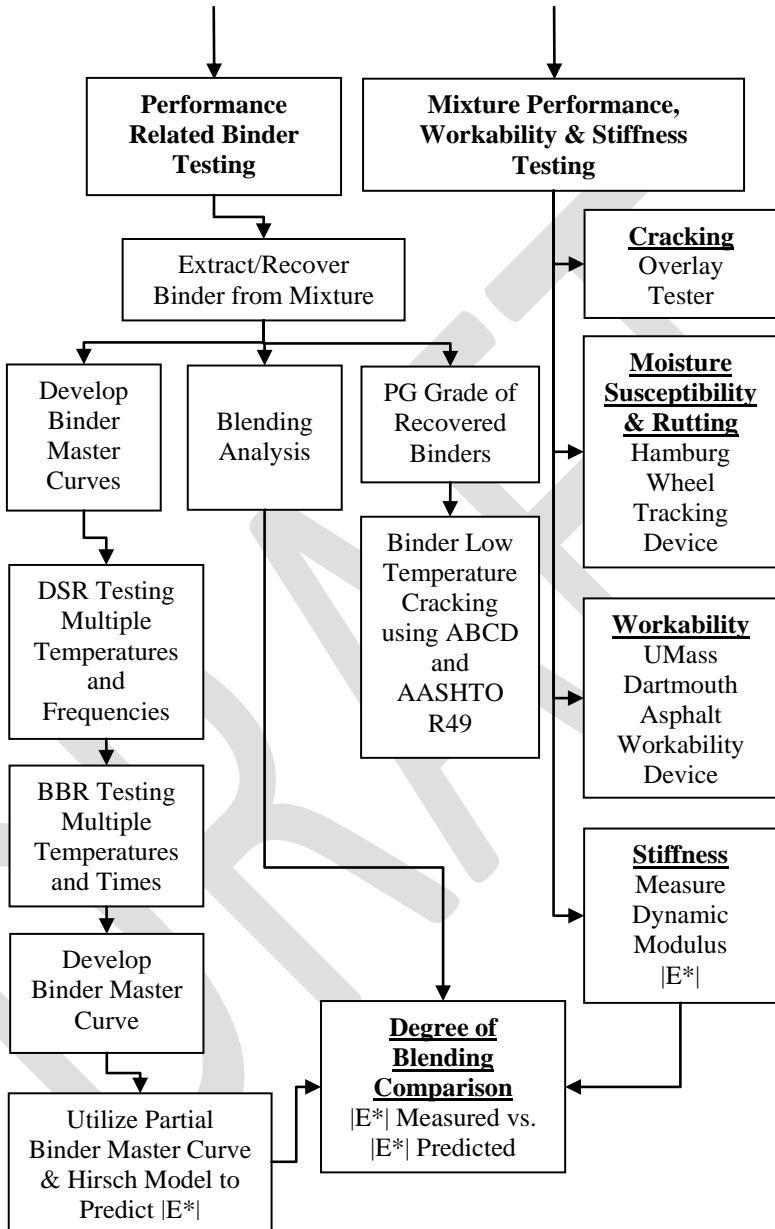 Performance
Related Binder
Testing
Mixture Performance,
Workability & Stiffness
Testing
Extract/Recover
Binder from Mixture
Develop
Binder
Master
Curves
Blending
Analysis
PG Grade of
Recovered
Binders
DSR Testing
Multiple
Temperatures
and
Frequencies
Binder Low
Temperature
Cracking
using ABCD
and
AASHTO
R49
BBR Testing
Multiple
Temperatures
and Times
Develop
Binder Master
Curve
Utilize Partial
Binder Master Curve
& Hirsch Model to
Predict |E*|
Cracking
Overlay
Tester
Moisture
Susceptibility
& Rutting
Hamburg
Wheel
Tracking
Device
Workability
UMass
Dartmouth
Asphalt
Workability
Device
Stiffness
Measure
Dynamic
Modulus
|E*|
Degree of
Blending
Comparison
|E*| Measured vs.
|E*| Predicted
DRAFT